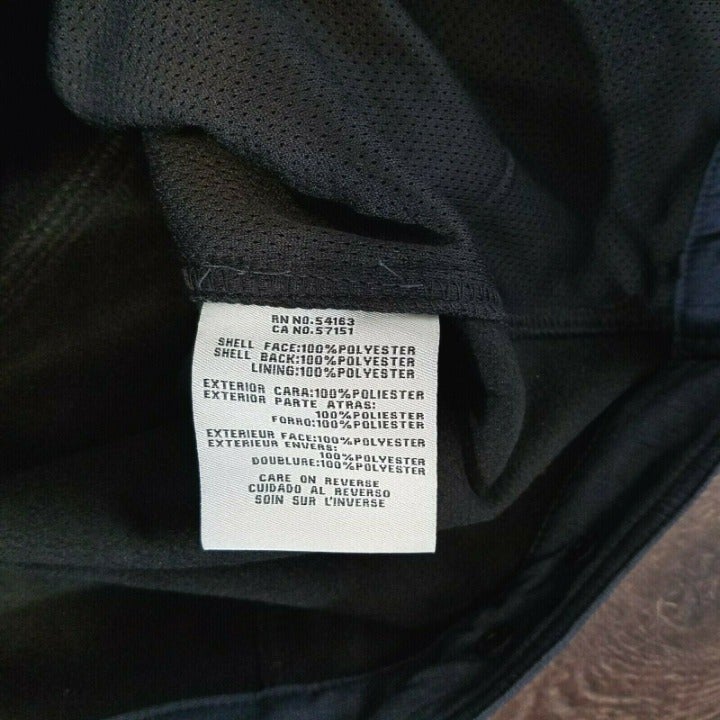 RN NO.54163
CA NO.57151
SHELL FACE:100%POLYESTER
SHELL BACK:100%POLYESTER
LINING:100%POLYESTER
EXTERIOR CARA:100%POLIESTER
EXTERIOR PARTE ATRAS:
100%POLIESTER
FORRO:100%POLIESTER
EXTERIEUR FACE:100%POLYESTER
EXTERIEUR ENVERS:
100%POLYESTER
DOUBLURE:100%POLYESTER
CARE ON REVERSE
CUIDADO AL REVERSO
SOIN SUR L'INVERSE